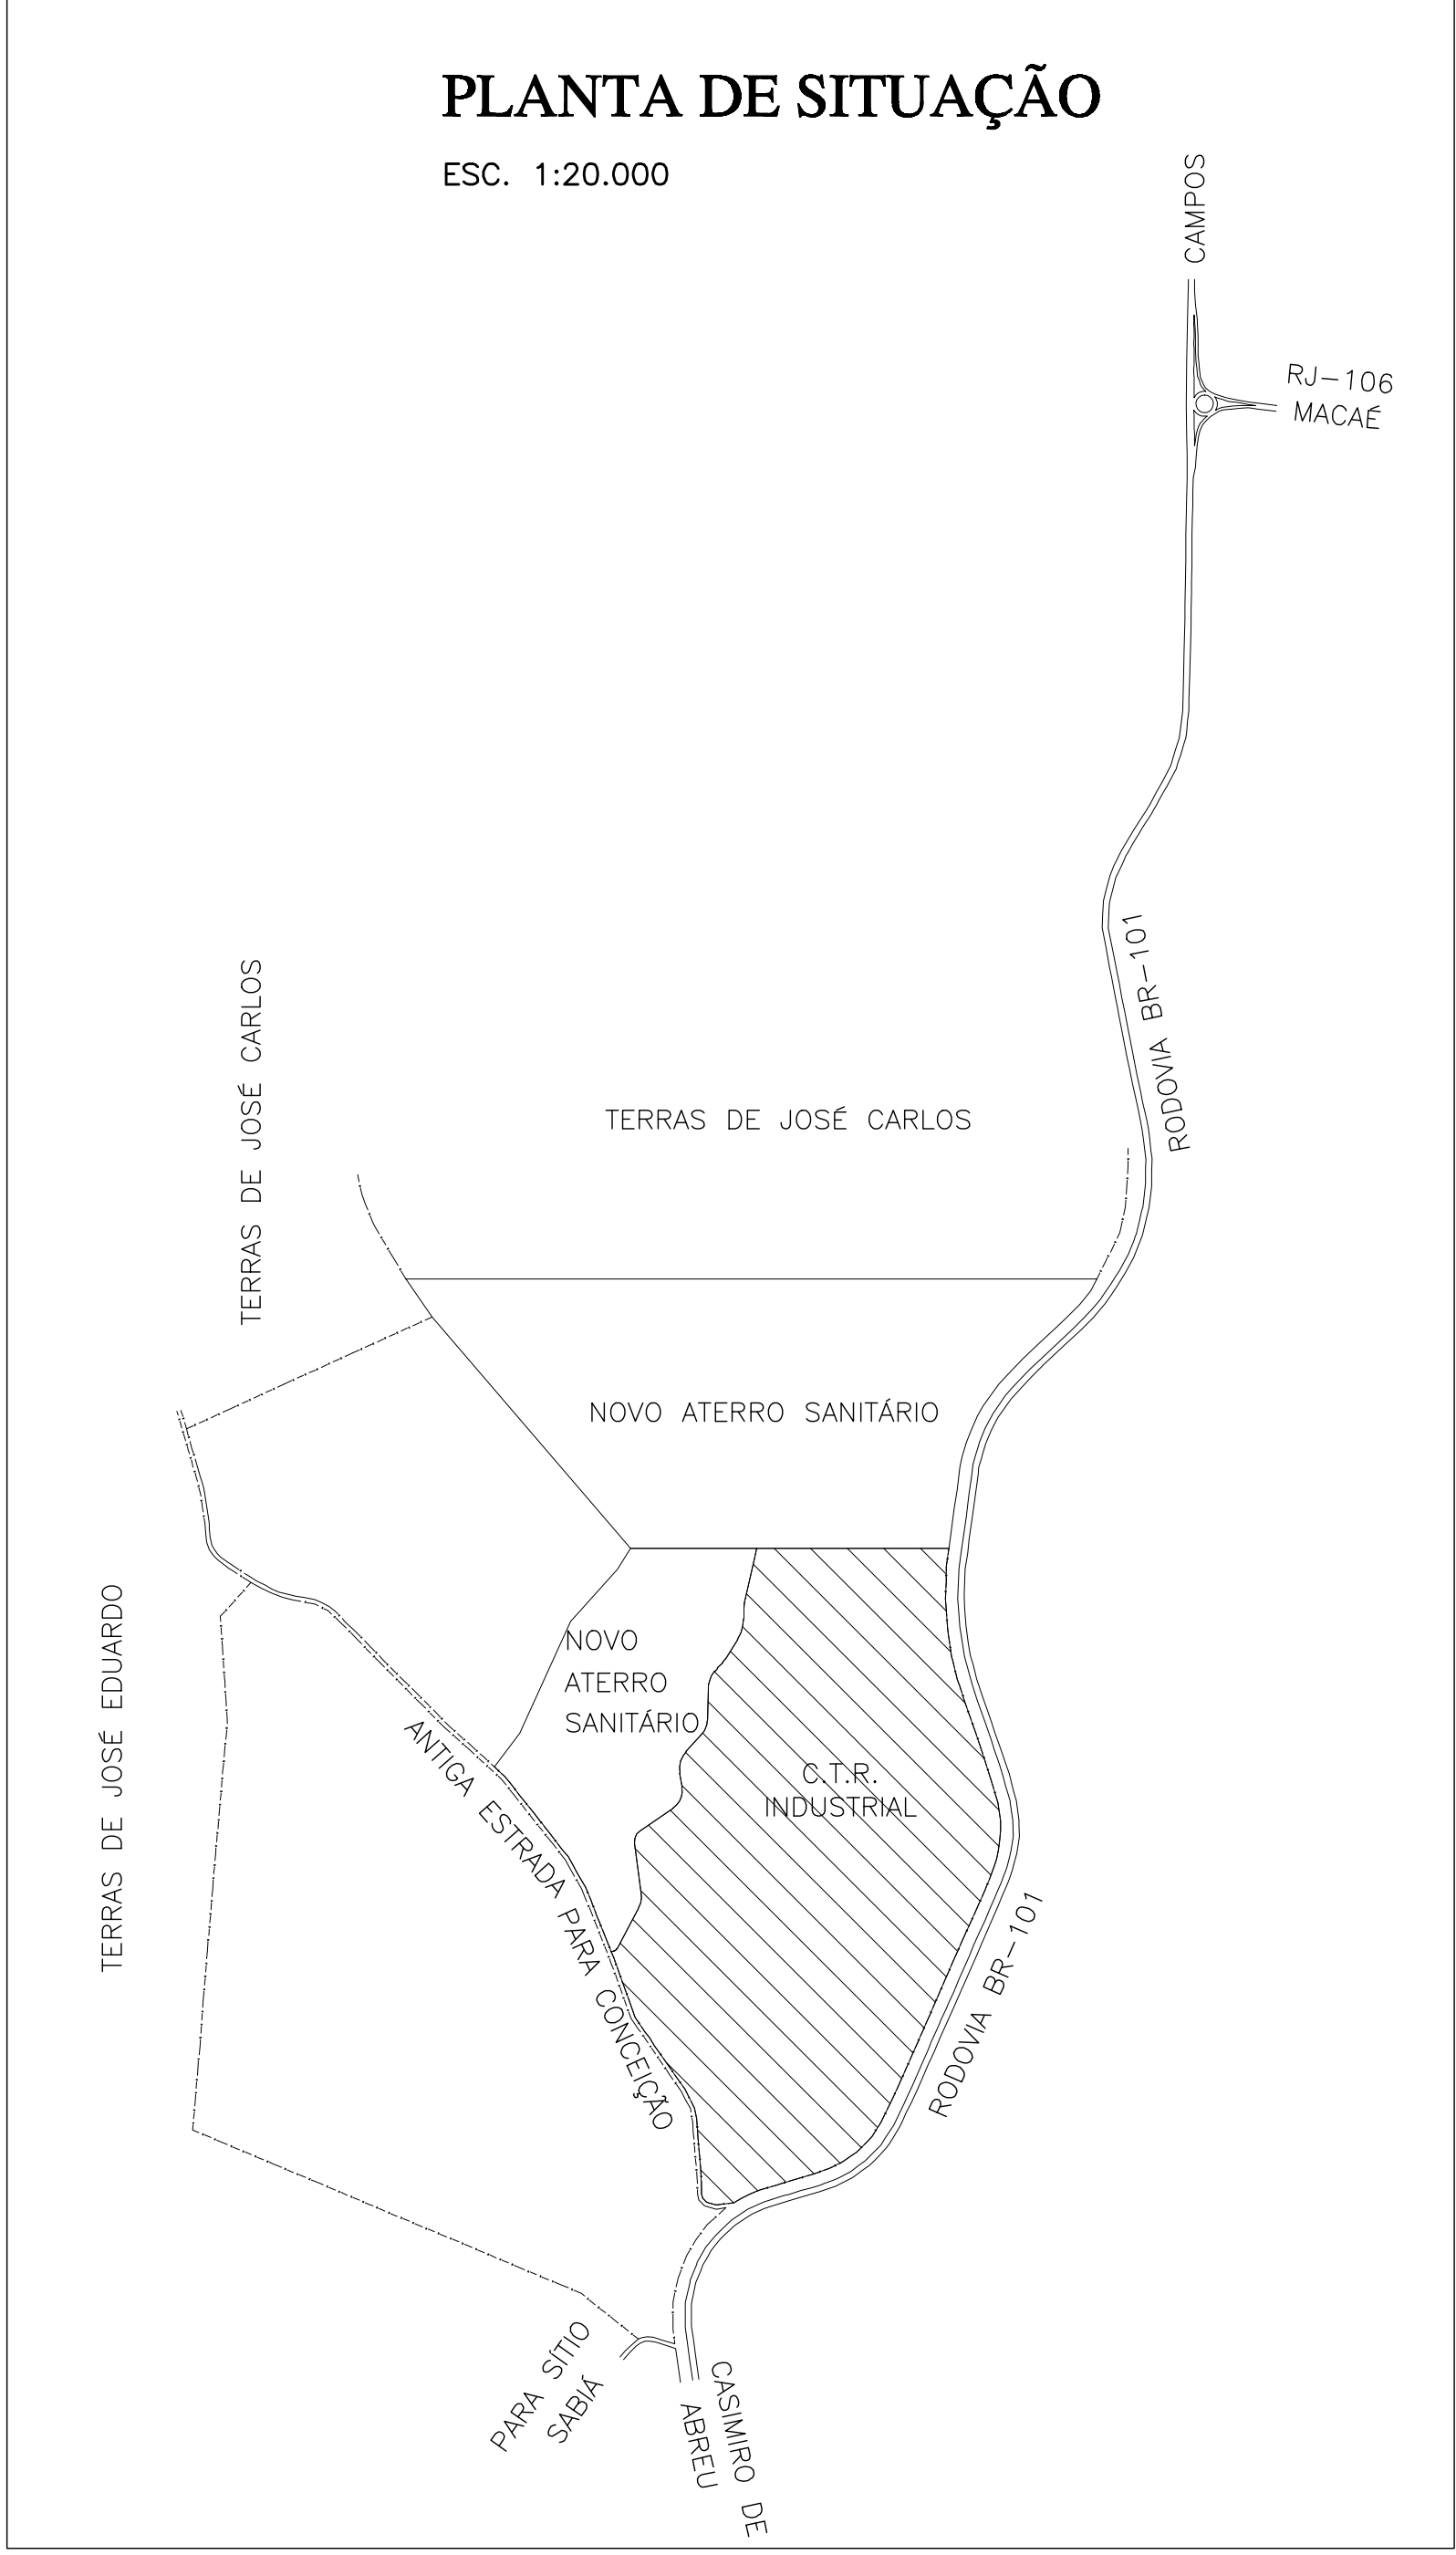 PLANTA DE SITUAÇÃO
ESC. 1:20.000
CAMPOS
RJ-106
MACAÉ
RODOVIA BR-101
TERRAS DE JOSÉ CARLOS
TERRAS DE JOSÉ CARLOS
NOVO ATERRO SANITÁRIO
NOVO
ATERRO
SANITÁRIO
C.T.R.
INDUSTRIAL
TERRAS DE JOSÉ EDUARDO
ANTIGA ESTRADA PARA CONCEIÇÃO
RODOVIA BR-101
PARA SÍTIO
SABIÁ
CASIMIRO DE
ABREU